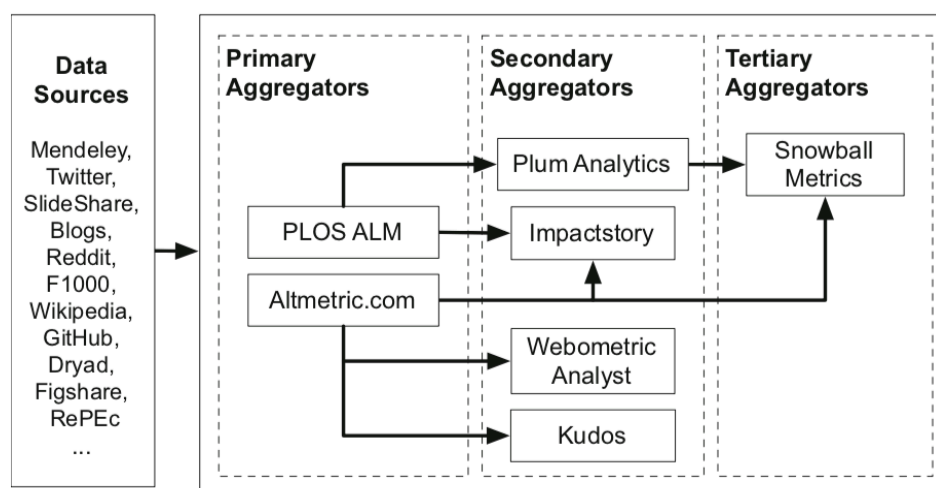 Data
Sources
Mendeley,
Twitter,
SlideShare,
Blogs,
Reddit,
F1000,
Wikipedia,
GitHub,
Dryad,
Figshare,
RePEc
...
Primary
Aggregators
PLOS ALM
Altmetric.com
Secondary
Aggregators
Plum Analytics
Impactstory
Webometric
Analyst
Kudos
Tertiary
Aggregators
Snowball
Metrics